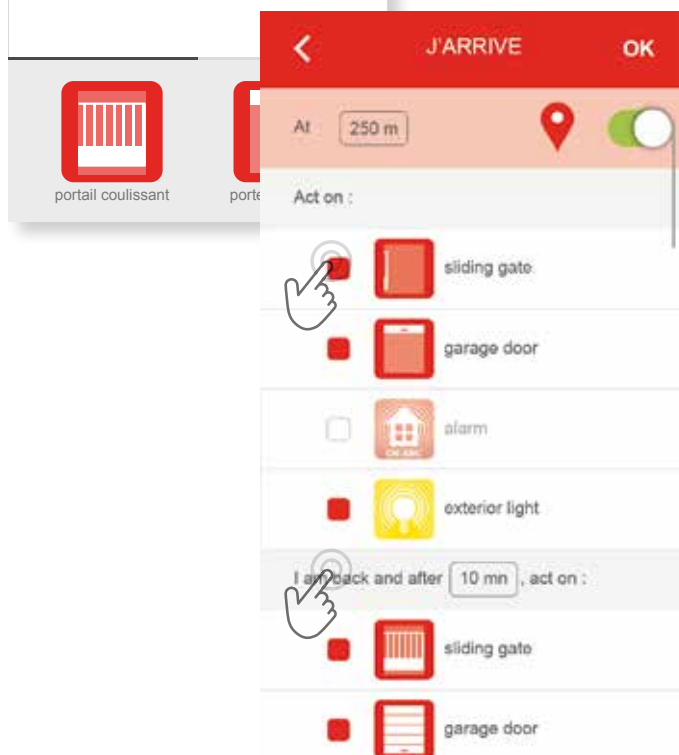 J'ARRIVE OK
At 250 m
portail coulissant porte
Act on :
sliding gate
garage door
alarm
exterior light
I am back and after 10 mn , act on :
sliding gate
garage door